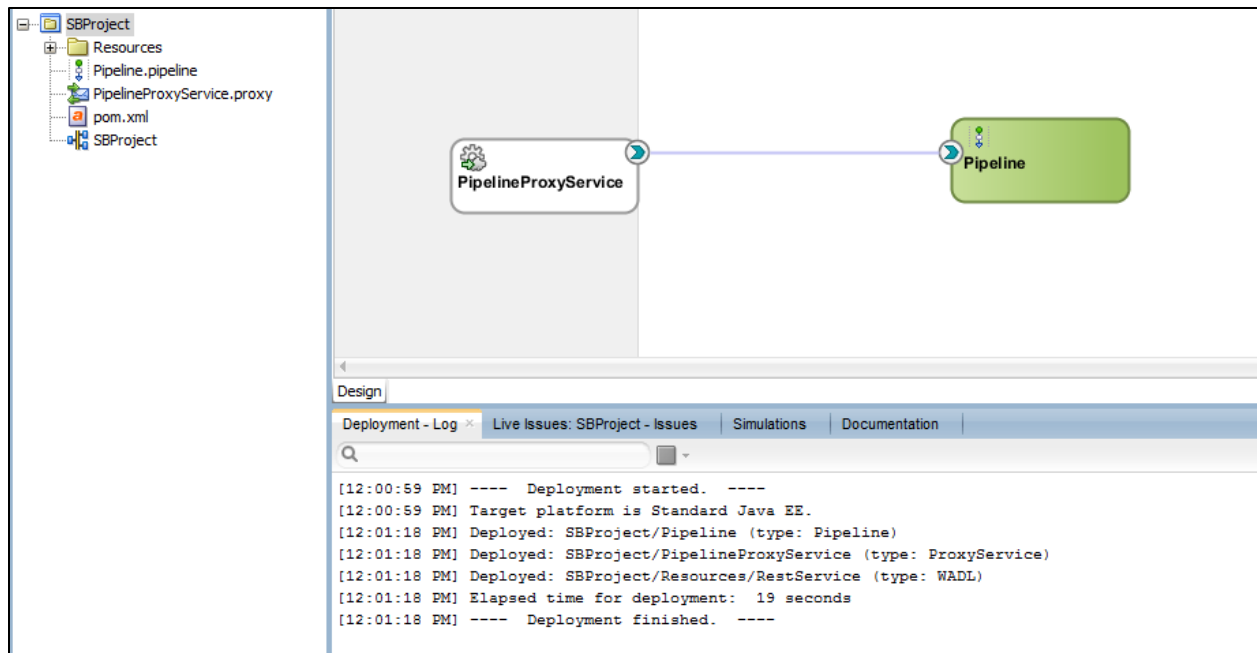 SBProject
Resources
Pipeline.pipeline
PipelineProxyService.proxy
pom.xml
SBProject
PipelineProxyService
Pipeline
Design
Deployment - Log × Live Issues: SBProject - Issues Simulations Documentation
[12:00:59 PM] ---- Deployment started. ----
[12:00:59 PM] Target platform is Standard Java EE.
[12:01:18 PM] Deployed: SBProject/Pipeline (type: Pipeline)
[12:01:18 PM] Deployed: SBProject/PipelineProxyService (type: ProxyService)
[12:01:18 PM] Deployed: SBProject/Resources/RestService (type: WADL)
[12:01:18 PM] Elapsed time for deployment: 19 seconds
[12:01:18 PM] ---- Deployment finished. ----